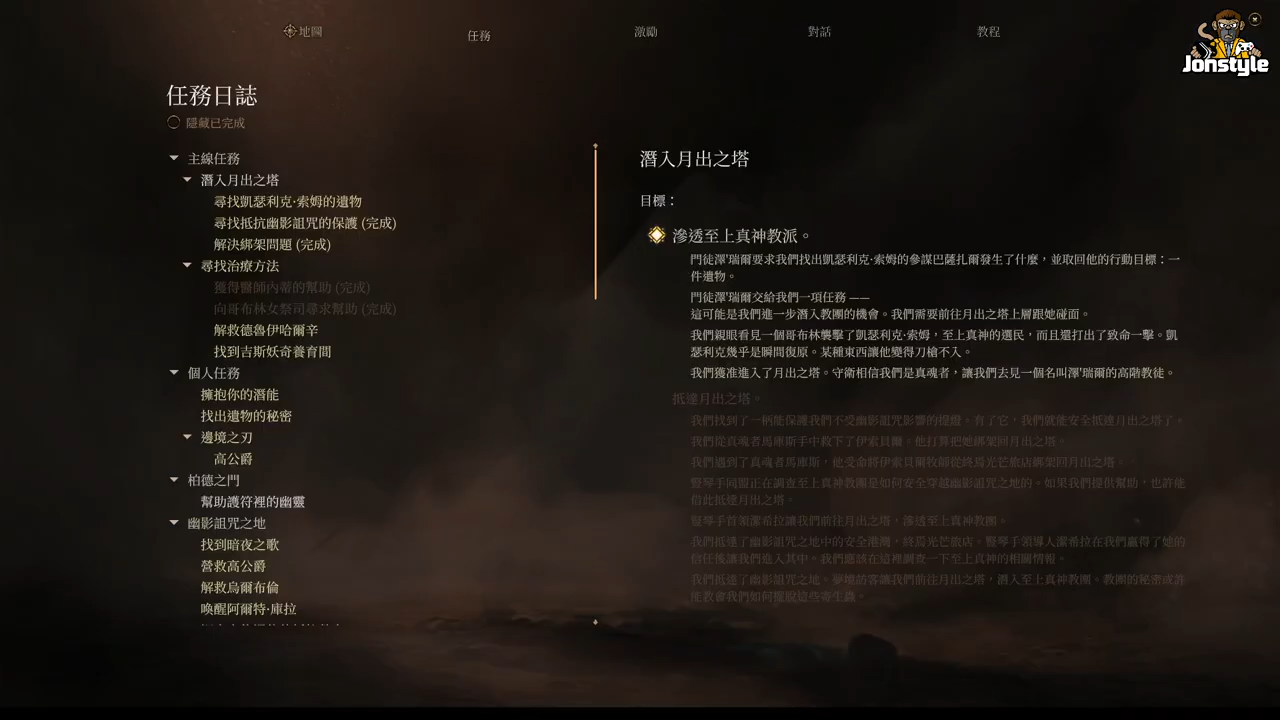 地圖
任務
激勵
對話
教程
Jonstyle
任務日誌
隱藏已完成
主線任務
潛入月出之塔
尋找凱瑟利克·索姆的遺物
尋找抵抗幽影詛咒的保護 (完成)
解決綁架問題 (完成)
尋找治療方法
獲得醫師內蒂的幫助 (完成)
向哥布林女祭司尋求幫助 (完成)
解救德魯伊哈爾辛
找到吉斯妖奇養育間
個人任務
擁抱你的潛能
找出遺物的秘密
邊境之刃
高公爵
柏德之門
幫助護符裡的幽靈
幽影詛咒之地
找到暗夜之歌
營救高公爵
解救烏爾布倫
喚醒阿爾特·庫拉
潛入月出之塔
目標：
滲透至上真神教派。
門徒澤'瑞爾要求我們找出凱瑟利克·索姆的參謀巴薩扎爾發生了什麼，並取回他的行動目標：一
件遺物。
門徒澤'瑞爾交給我們一項任務 ——
這可能是我們進一步潛入教團的機會。我們需要前往月出之塔上層跟她碰面。
我們親眼看見一個哥布林襲擊了凱瑟利克·索姆，至上真神的選民，而且還打出了致命一擊。凱
瑟利克幾乎是瞬間復原。某種東西讓他變得刀槍不入。
我們獲准進入了月出之塔。守衛相信我們是真魂者，讓我們去見一個名叫澤'瑞爾的高階教徒。
抵達月出之塔。
我們找到了一柄能保護我們不受幽影詛咒影響的提燈。有了它，我們就能安全抵達月出之塔了。
我們從真魂者馬庫斯手中救下了伊索貝爾。他打算把她綁架回月出之塔。
我們遇到了真魂者馬庫斯，他受命將伊索貝爾牧師從終焉光芒旅店綁架回月出之塔。
豎琴手同盟正在調查至上真神教團是如何安全穿越幽影詛咒之地的。如果我們提供幫助，也許能
借此抵達月出之塔。
豎琴手首領潔希拉讓我們前往月出之塔，滲透至上真神教團。
我們抵達了幽影詛咒之地中的安全港灣，終焉光芒旅店。豎琴手領導人潔希拉在我們贏得了她的
信任後讓我們進入其中。我們應該在這裡調查一下至上真神的相關情報。
我們抵達了幽影詛咒之地。夢境訪客讓我們前往月出之塔，潛入至上真神教團。教團的秘密或許
能教會我們如何擺脫這些寄生蟲。